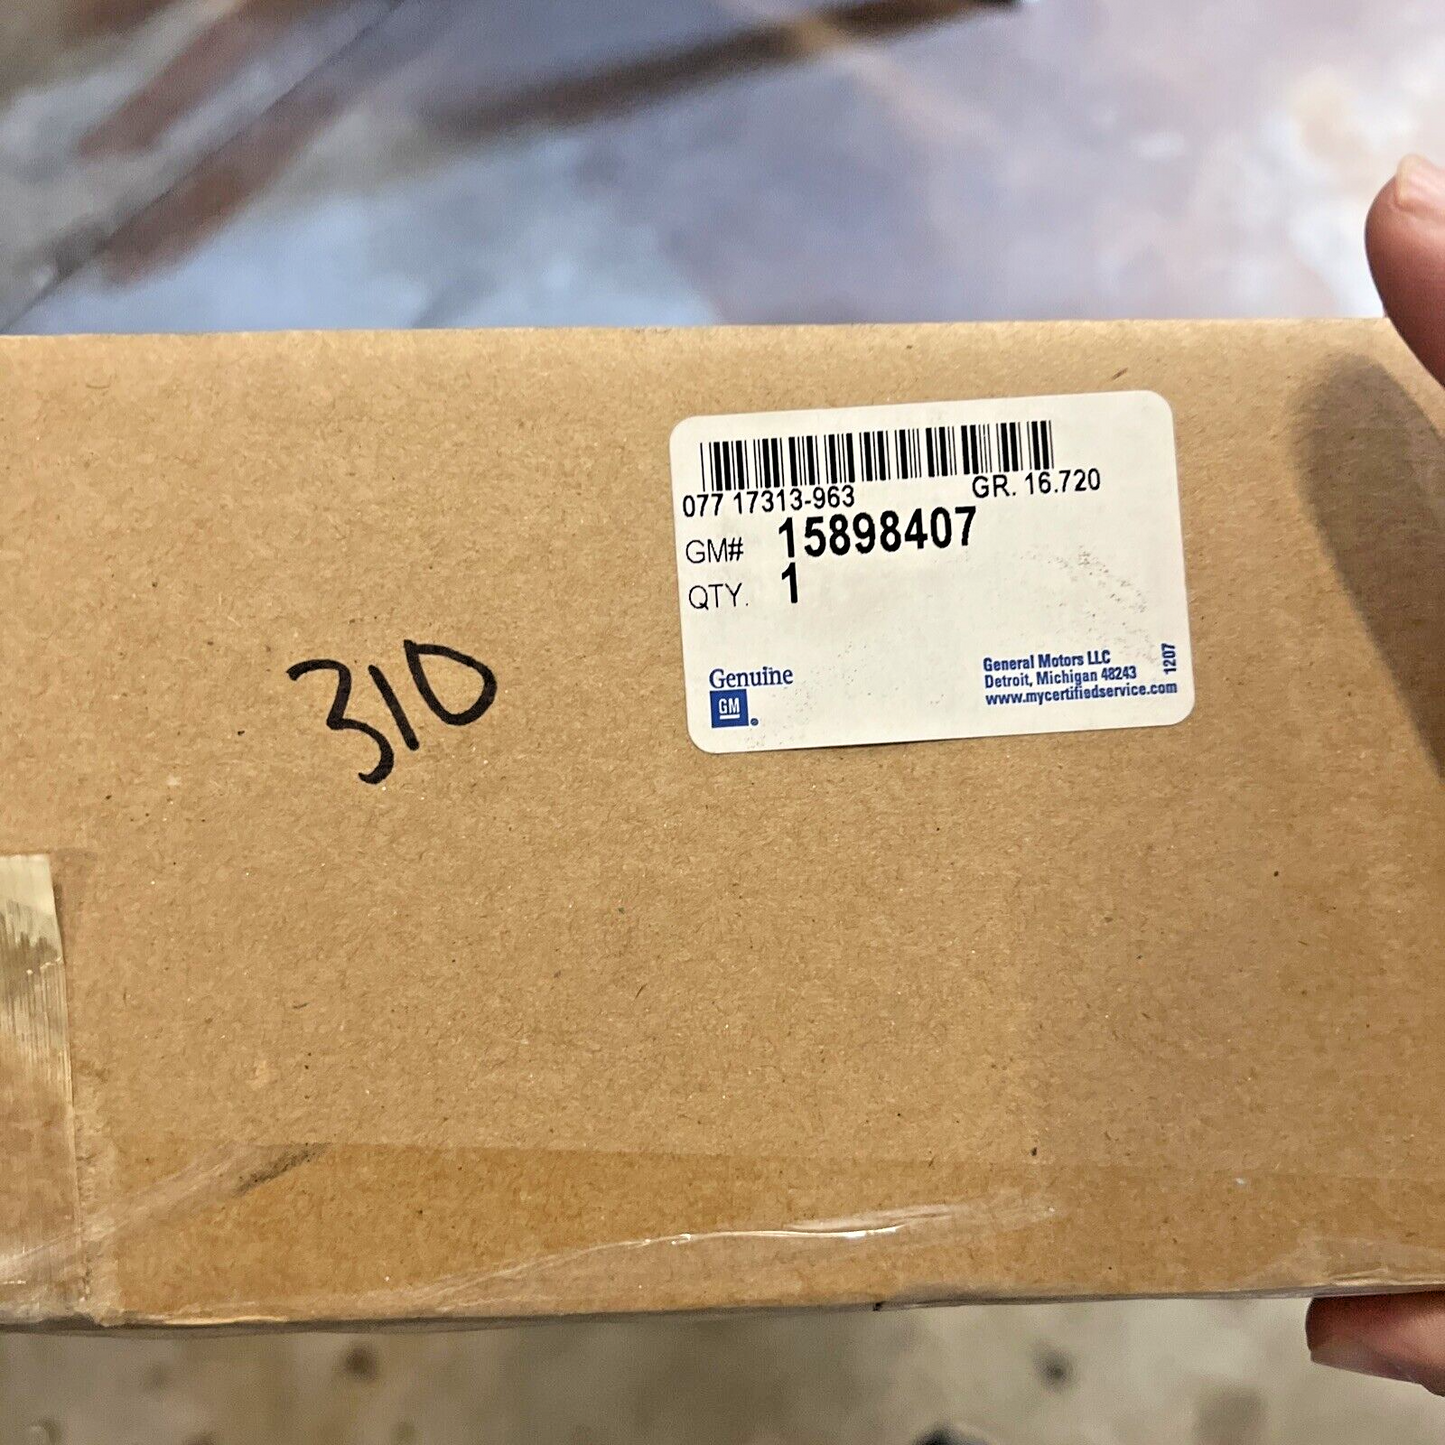 077 17313-963 GR. 16.720
GM# 15898407
QTY. 1
310
Genuine
GM
General Motors LLC
Detroit, Michigan 48243
www.mycertifiedservice.com
1207